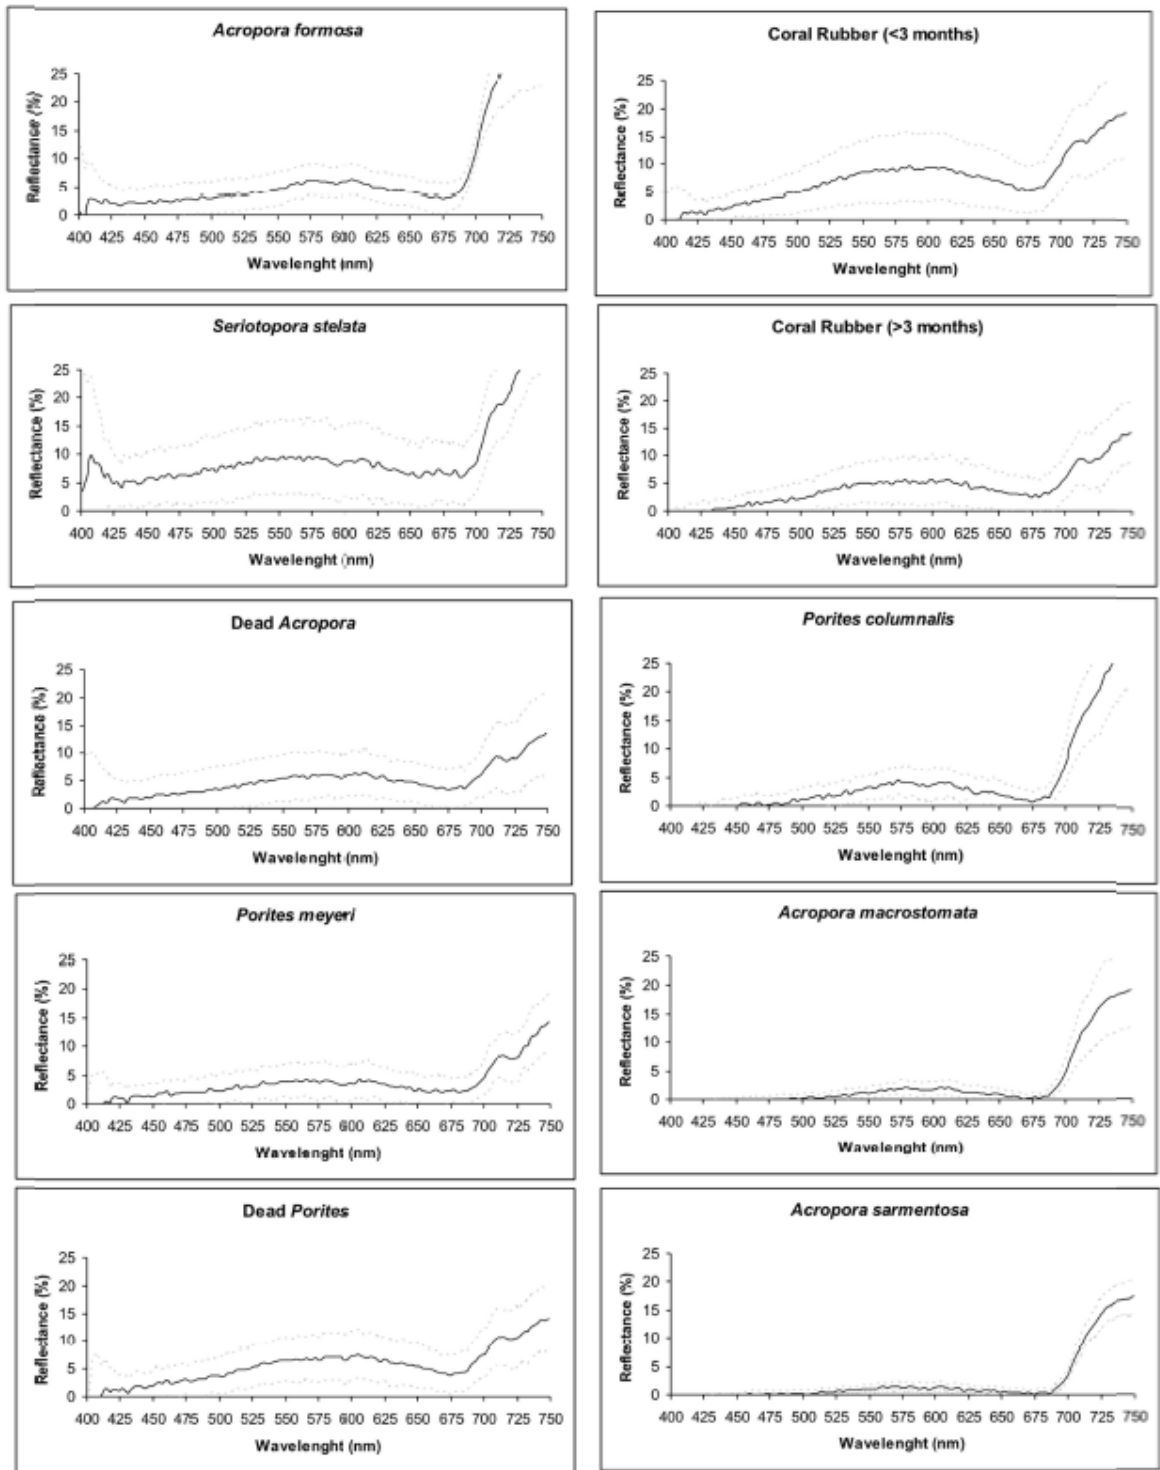 Acropora formosa
25
20
15
10
5
0
Reflectance (%)
400 425 450 475 500 525 550 575 600 625 650 675 700 725 750
Wavelenght (nm)
Coral Rubber (<3 months)
25
20
15
10
5
0
Reflectance (%)
400 425 450 475 500 525 550 575 600 625 650 675 700 725 750
Wavelenght (nm)
Seriotopora stelata
25
20
15
10
5
0
Reflectance (%)
400 425 450 475 500 525 550 575 600 625 650 675 700 725 750
Wavelenght (nm)
Coral Rubber (>3 months)
25
20
15
10
5
0
Reflectance (%)
400 425 450 475 500 525 550 575 600 625 650 675 700 725 750
Wavelenght (nm)
Dead Acropora
25
20
15
10
5
0
Reflectance (%)
400 425 450 475 500 525 550 575 600 625 650 675 700 725 750
Wavelenght (nm)
Porites columnalis
25
20
15
10
5
0
Reflectance (%)
400 425 450 475 500 525 550 575 600 625 650 675 700 725 750
Wavelenght (nm)
Porites meyeri
25
20
15
10
5
0
Reflectance (%)
400 425 450 475 500 525 550 575 600 625 650 675 700 725 750
Wavelenght (nm)
Acropora macrostomata
25
20
15
10
5
0
Reflectance (%)
400 425 450 475 500 525 550 575 600 625 650 675 700 725 750
Wavelenght (nm)
Dead Porites
25
20
15
10
5
0
Reflectance (%)
400 425 450 475 500 525 550 575 600 625 650 675 700 725 750
Wavelenght (nm)
Acropora sarmentosa
25
20
15
10
5
0
Reflectance (%)
400 425 450 475 500 525 550 575 600 625 650 675 700 725 750
Wavelenght (nm)